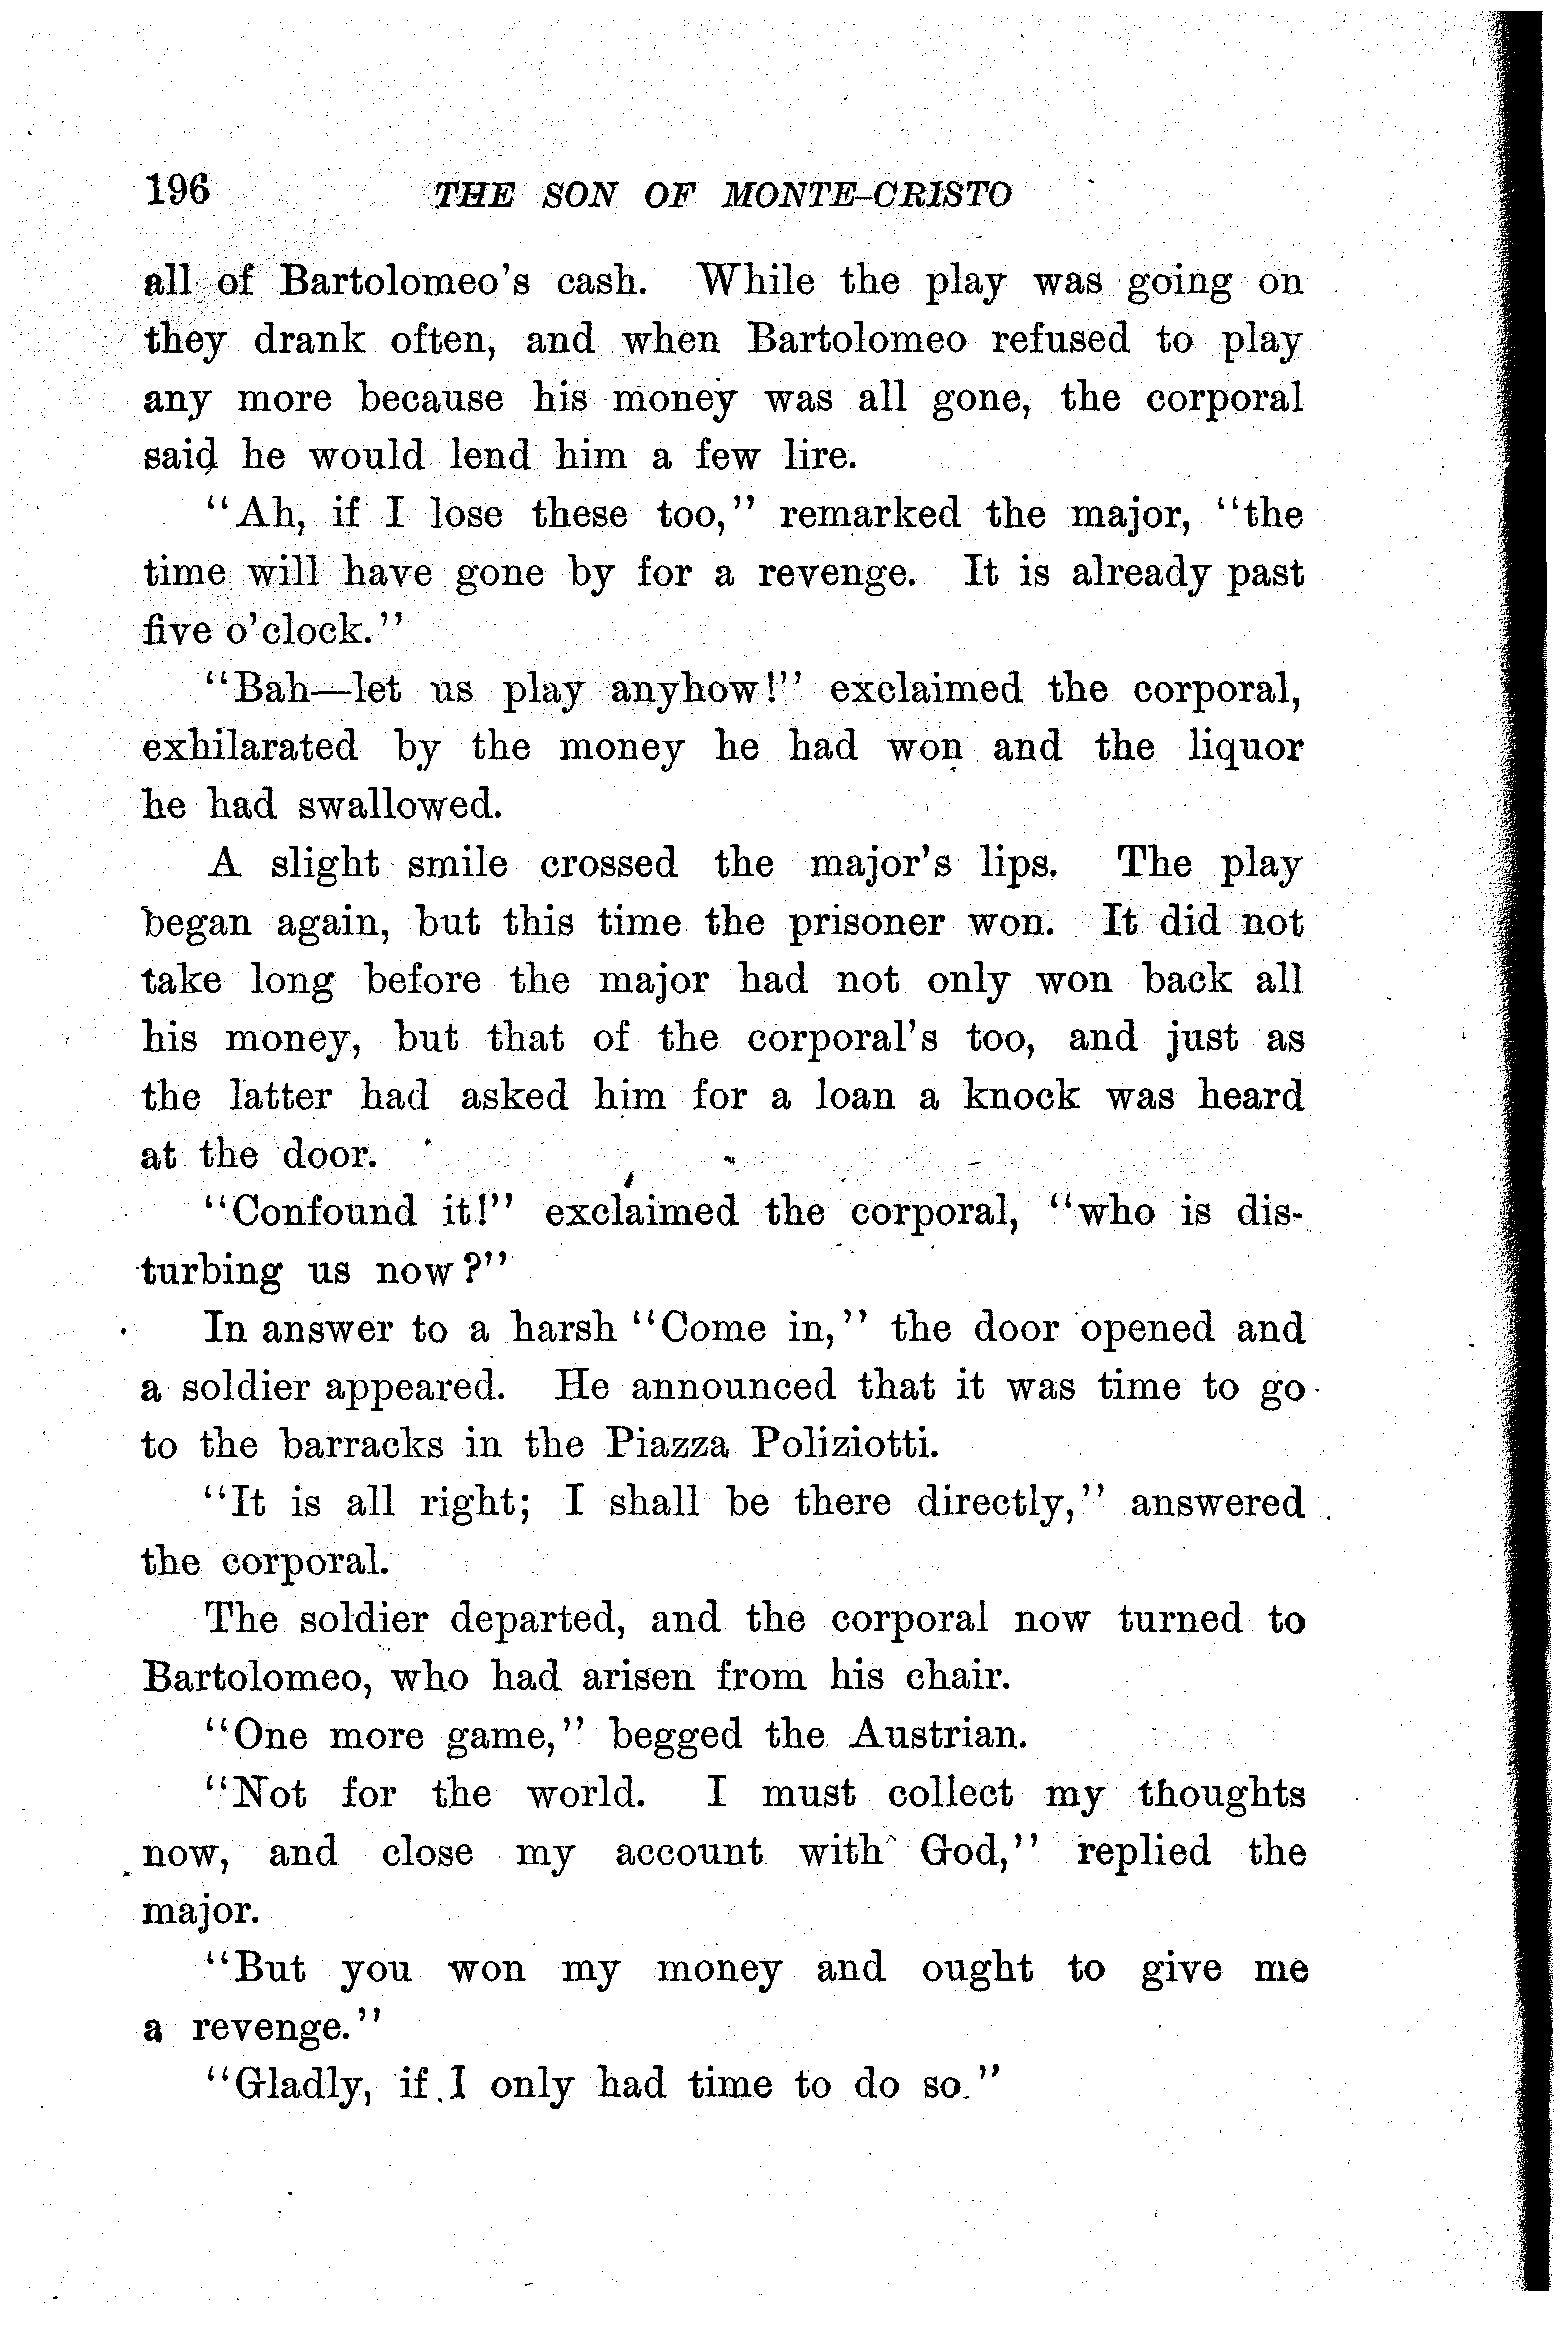 196 THE SON OF MONTE-CRISTO
all of Bartolomeo's cash. While the play was going on
they drank often, and when Bartolomeo refused to play
any more because his money was all gone, the corporal
said he would lend him a few lire.
"Ah, if I lose these too," remarked the major, "the
time will have gone by for a revenge. It is already past
five o'clock."
"Bah—let us play anyhow!" exclaimed the corporal,
exhilarated by the money he had won and the liquor
he had swallowed.
A slight smile crossed the major's lips. The play
began again, but this time the prisoner won. It did not
take long before the major had not only won back all
his money, but that of the corporal's too, and just as
the latter had asked him for a loan a knock was heard
at the door.
"Confound it!" exclaimed the corporal, "who is dis-
turbing us now?"
In answer to a harsh "Come in," the door opened and
a soldier appeared. He announced that it was time to go
to the barracks in the Piazza Poliziotti.
"It is all right; I shall be there directly," answered
the corporal.
The soldier departed, and the corporal now turned to
Bartolomeo, who had arisen from his chair.
"One more game," begged the Austrian.
"Not for the world. I must collect my thoughts
now, and close my account with God," replied the
major.
"But you won my money and ought to give me
a revenge."
"Gladly, if I only had time to do so."